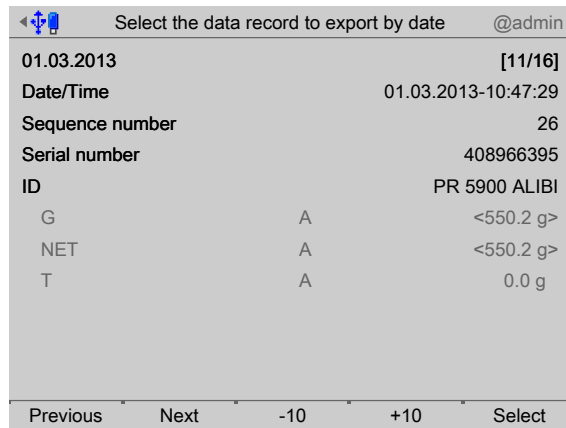 Select the data record to export by date @admin
01.03.2013 [11/16]
Date/Time 01.03.2013-10:47:29
Sequence number 26
Serial number 408966395
ID PR 5900 ALIBI
G A <550.2 g>
NET A <550.2 g>
T A 0.0 g
Previous Next -10 +10 Select